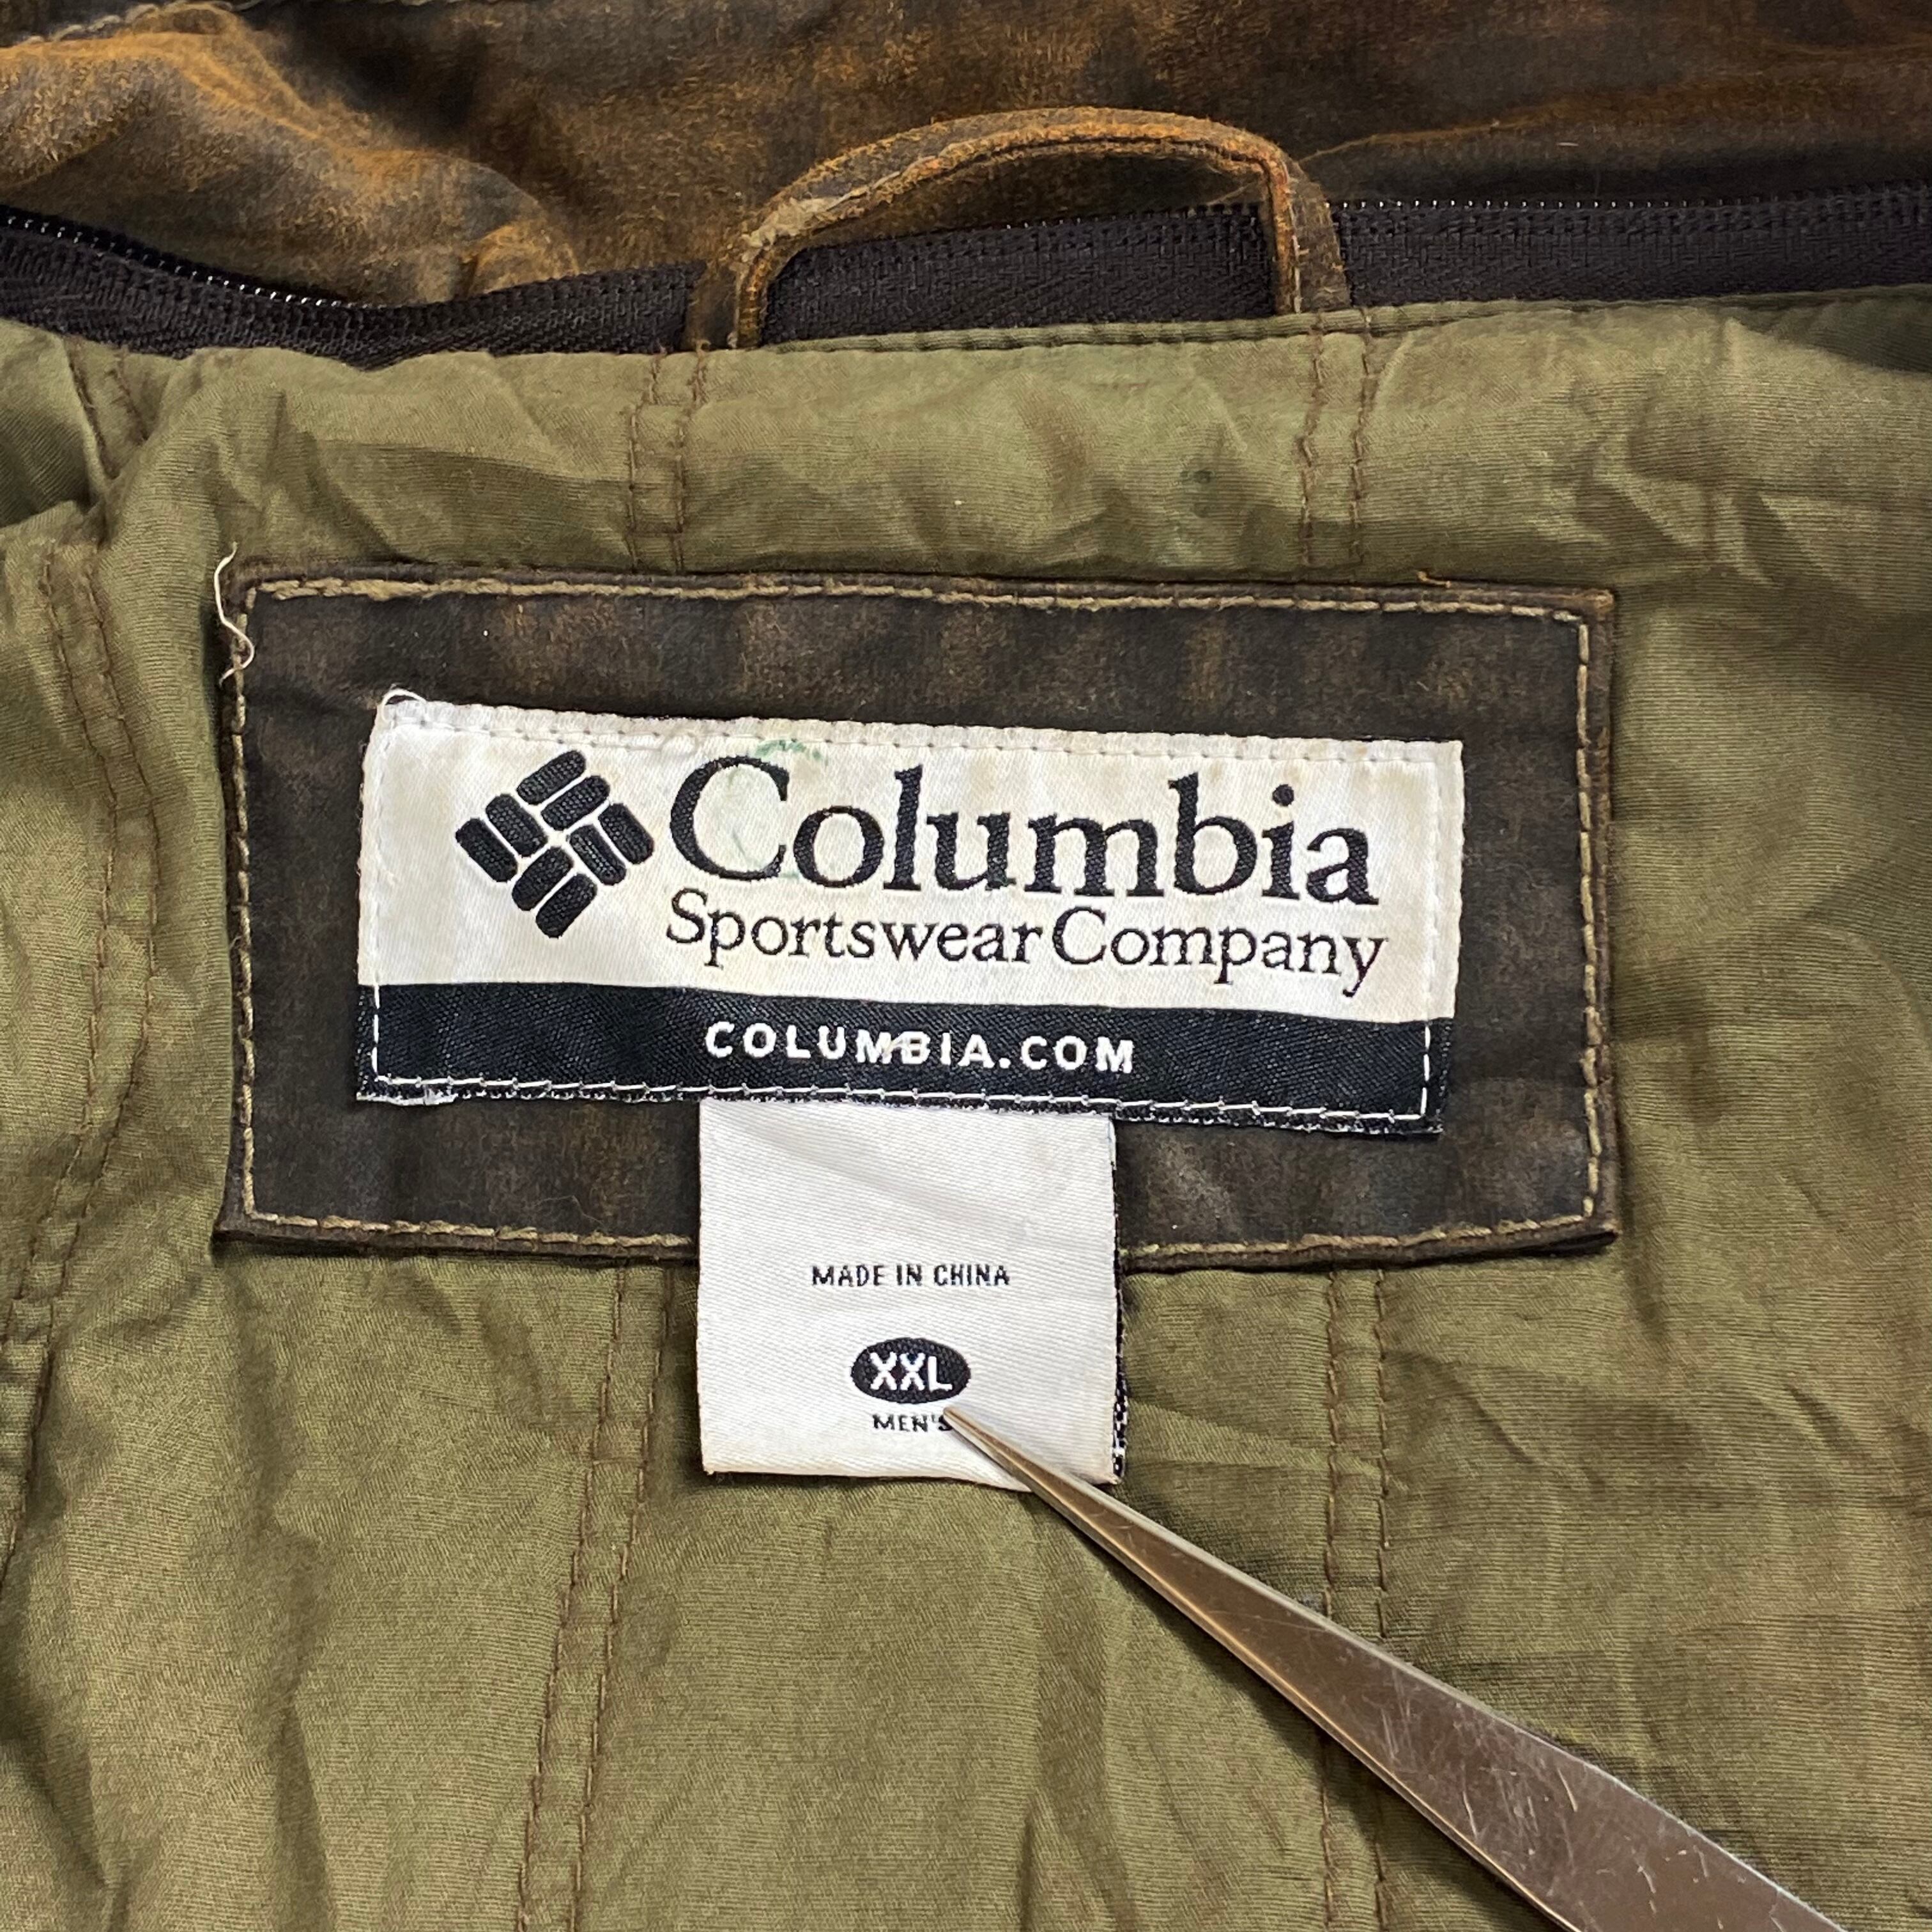 Columbia
Sportswear Company
COLUMBIA.COM
MADE IN CHINA
XXL
MEN'S